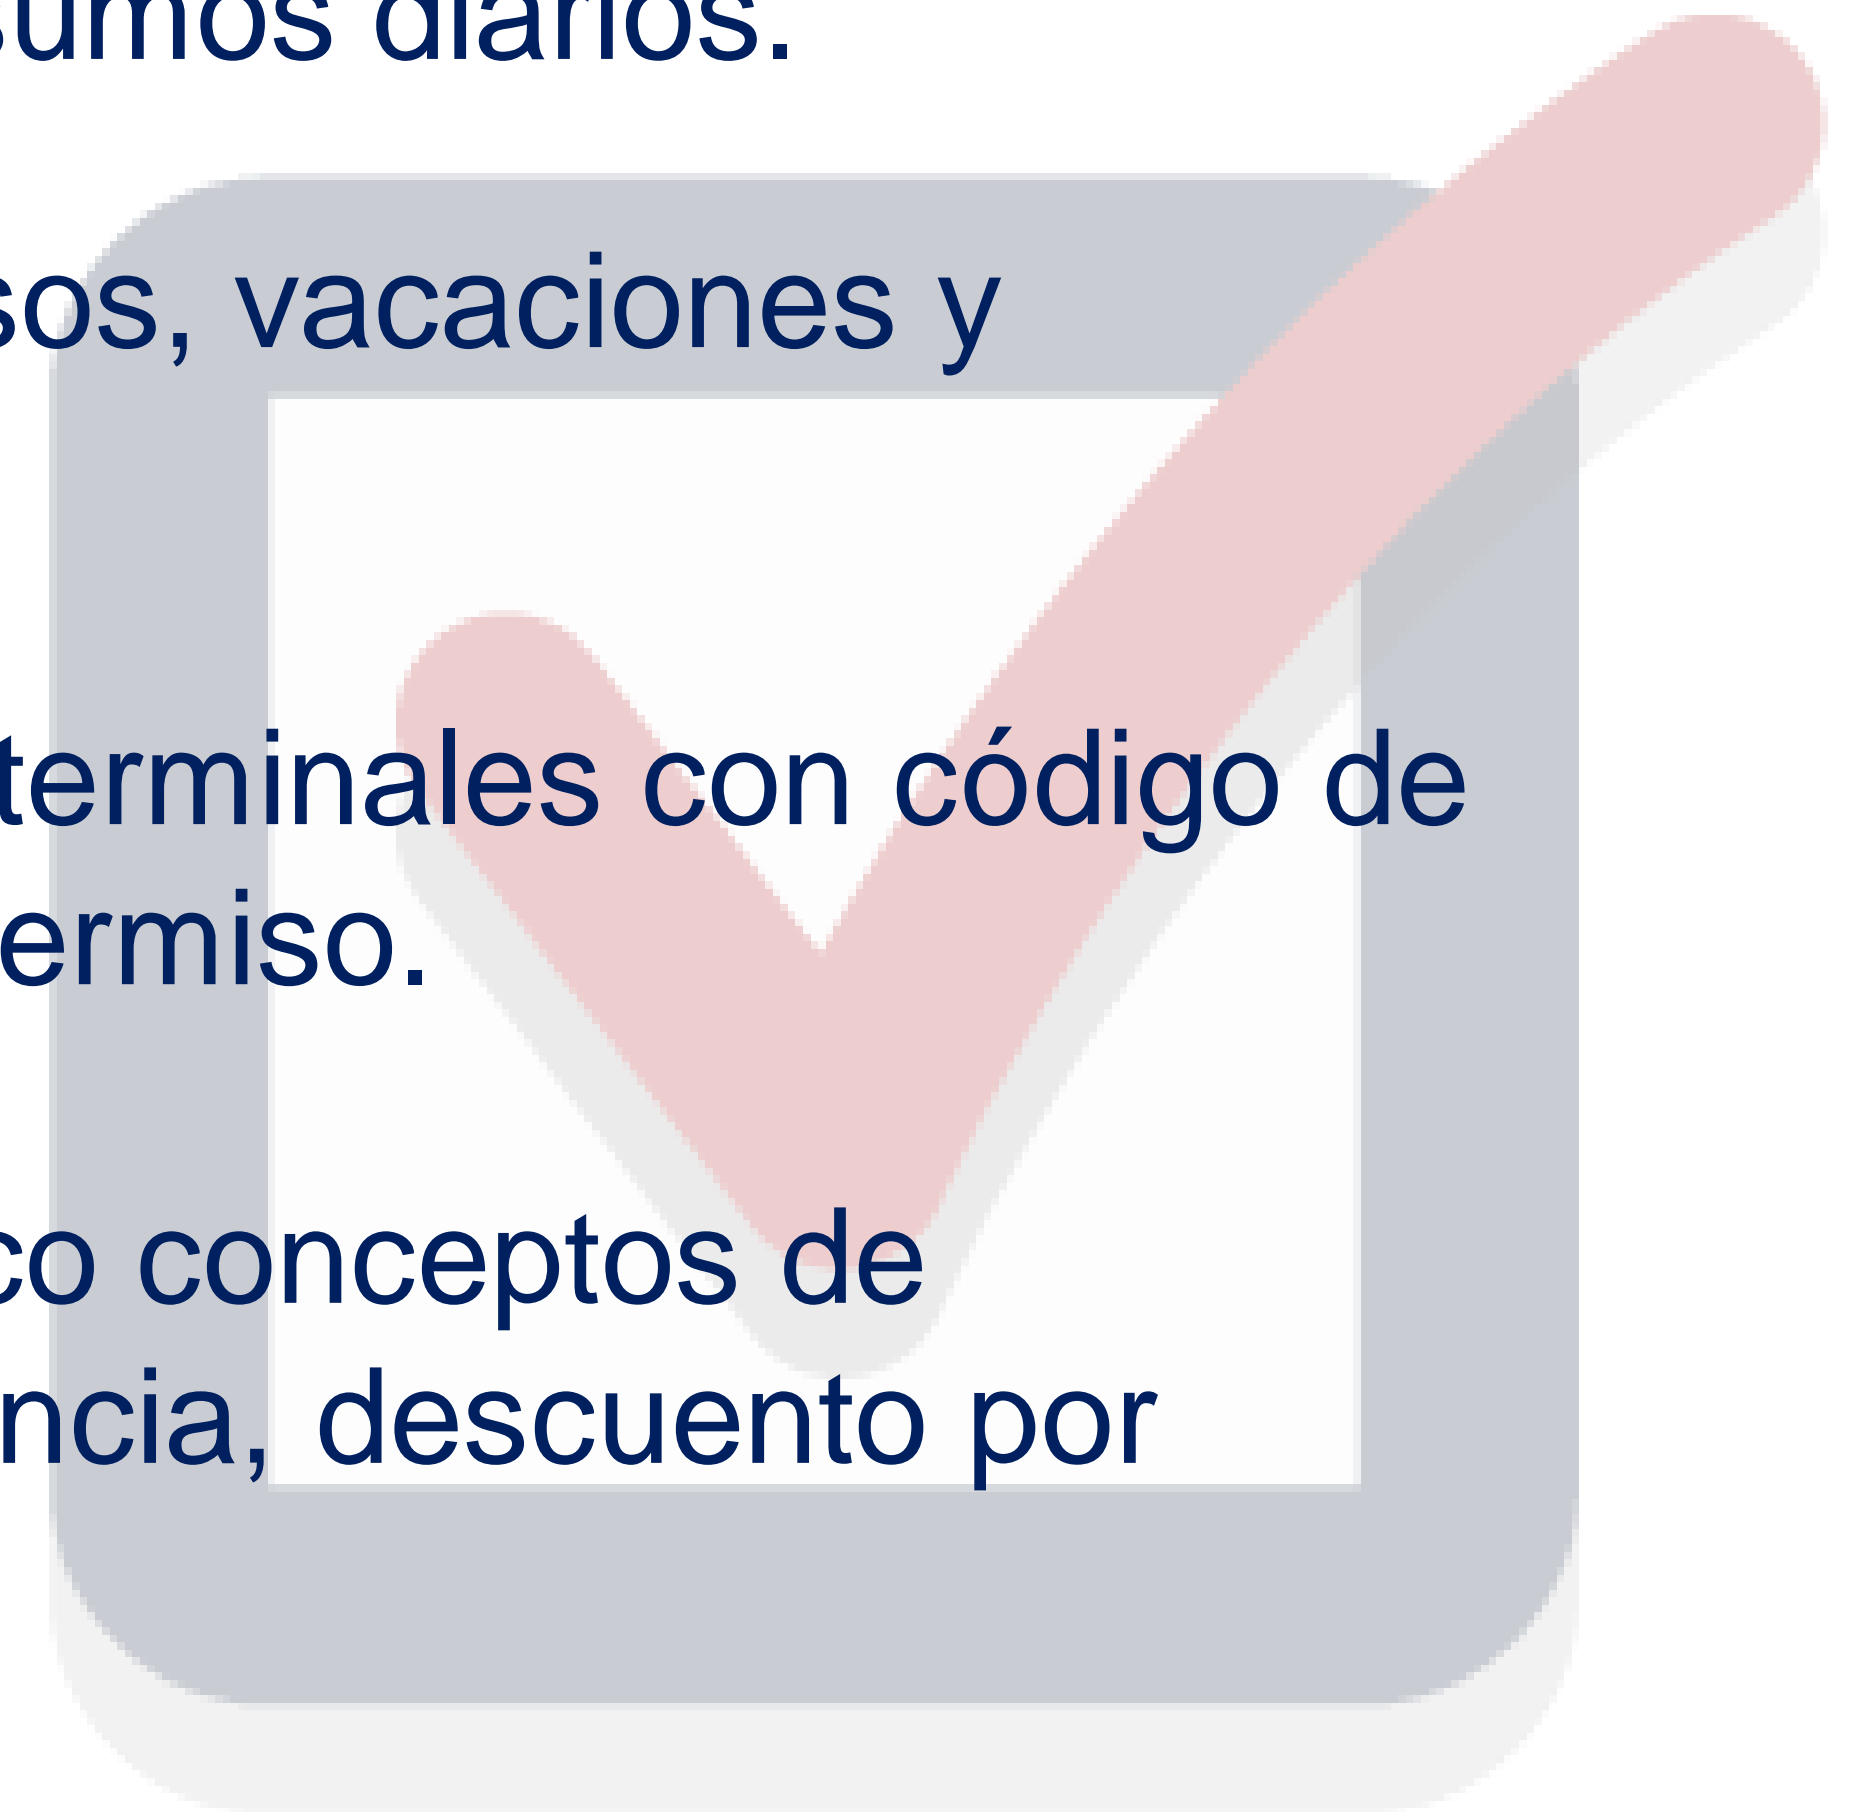 sumos diarios.
sos, vacaciones y
terminales con código de
ermiso.
co conceptos de
ncia, descuento por